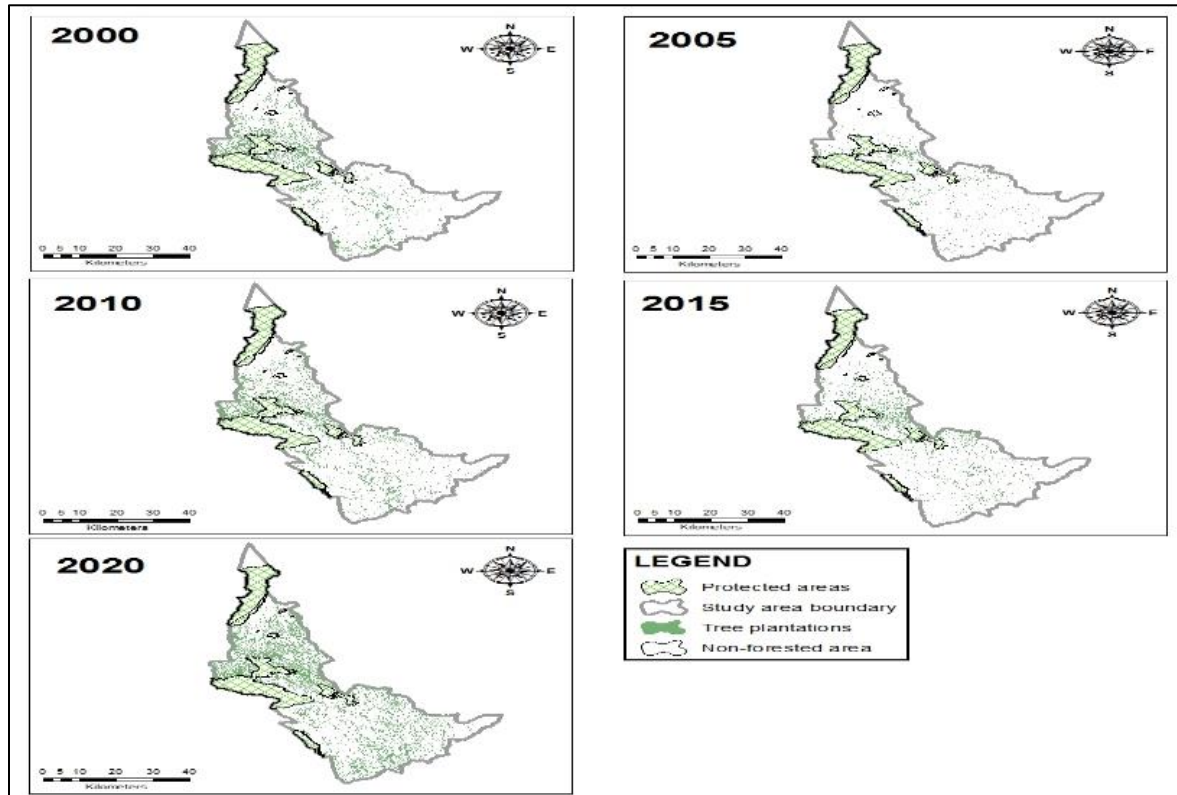 2000
N
W E
S
0 5 10 20 30 40
Kilometers
2005
N
W E
S
0 5 10 20 30 40
Kilometers
2010
N
W E
S
0 5 10 20 30 40
Kilometers
2015
N
W E
S
0 5 10 20 30 40
Kilometers
2020
N
W E
S
0 5 10 20 30 40
Kilometers
LEGEND
Protected areas
Study area boundary
Tree plantations
Non-forested area